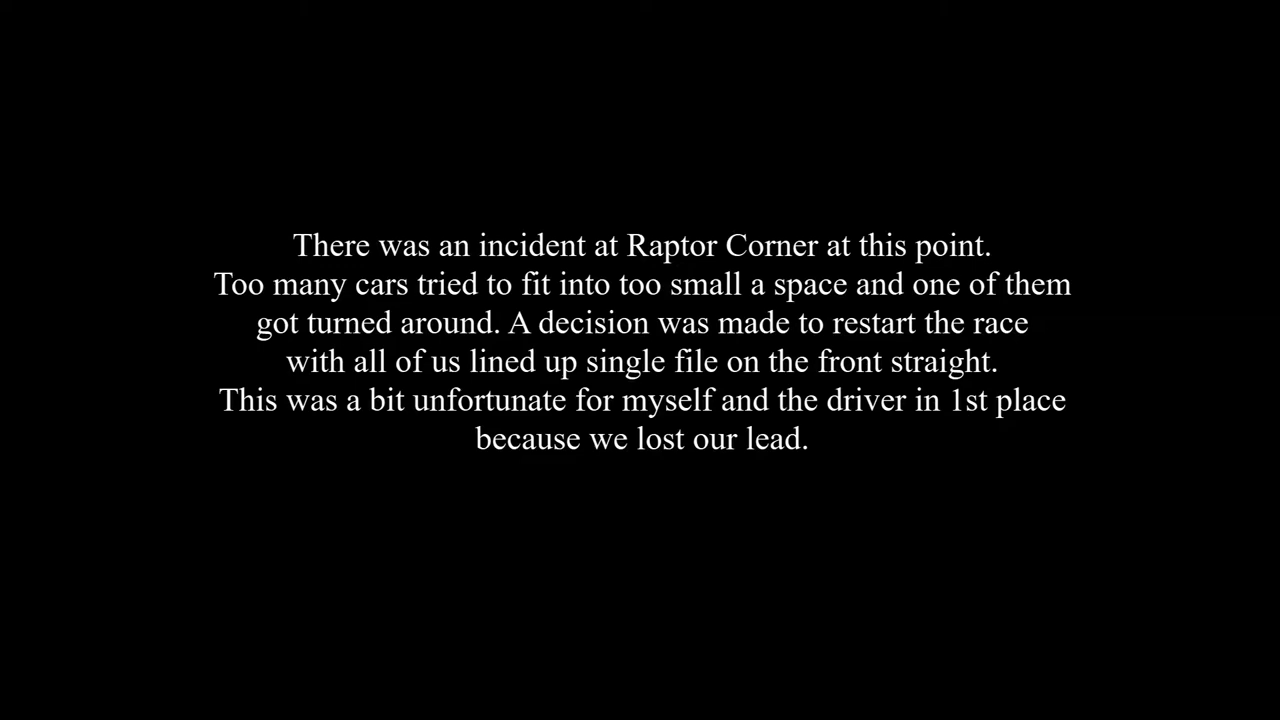 There was an incident at Raptor Corner at this point.
Too many cars tried to fit into too small a space and one of them
got turned around. A decision was made to restart the race
with all of us lined up single file on the front straight.
This was a bit unfortunate for myself and the driver in 1st place
because we lost our lead.